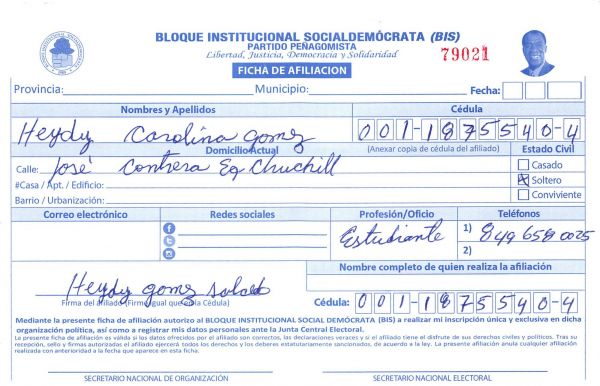 BLOQUE INSTITUCIONAL SOCIALDEMÓCRATA (BIS)
PARTIDO PEÑAGOMISTA
Libertad, Justicia, Democracia y Solidaridad
79021
FICHA DE AFILIACION
Provincia: Municipio: Fecha:
Nombres y Apellidos Cédula
Heydy Carolina gomez 001-1875540-4
Domicilio Actual (Anexar copia de cédula del afiliado) Estado Civil
Calle: José Contrera Eq Chuchill Casado
#Casa / Apt. / Edificio: Soltero
Barrio / Urbanización: Conviviente
Correo electrónico Redes sociales Profesión/Oficio Teléfonos
Estudiante 1) 849 658 0025
2)
Nombre completo de quien realiza la afiliación
Heydy gomez
Firma del afiliado (Firma igual que en la Cédula) Cédula: 001-1875540-4
Mediante la presente ficha de afiliación autorizo al BLOQUE INSTITUCIONAL SOCIAL DEMÓCRATA (BIS) a realizar mi inscripción única y exclusiva en dicha
organización política, así como a registrar mis datos personales ante la Junta Central Electoral.
La presente ficha de afiliación es válida si los datos ofrecidos por el afiliado son correctos, las declaraciones veraces y si el afiliado tiene el disfrute de sus derechos civiles y políticos. Tras su
recepción, sello y firmas autorizadas el afiliado ejercerá todos los derechos y los deberes estatutariamente sancionados, de acuerdo a la ley. La presente afiliación anula cualquier afiliación
realizada con anterioridad a la fecha que aparece en esta ficha.
SECRETARIO NACIONAL DE ORGANIZACIÓN SECRETARIO NACIONAL ELECTORAL